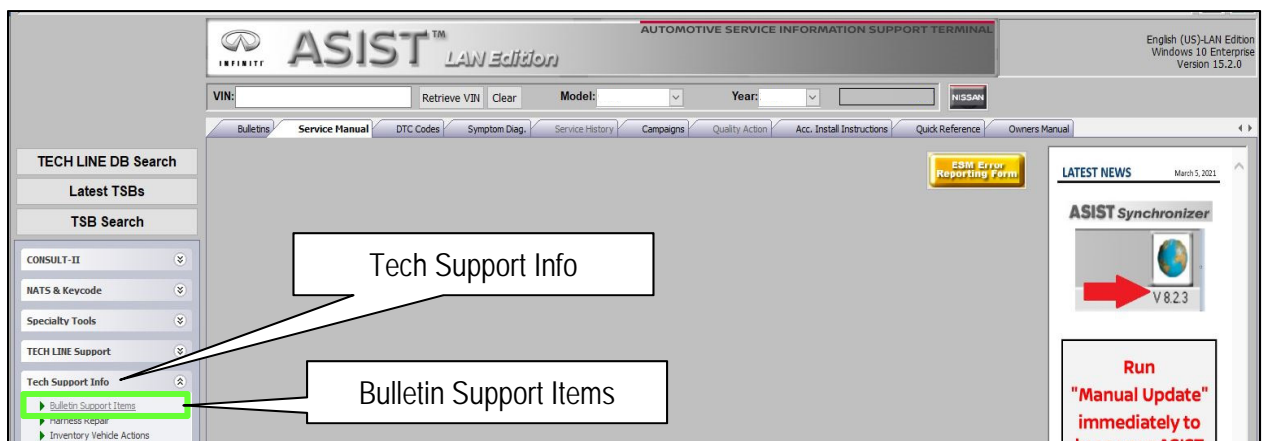 INFINITI
ASIST™ LAN Edition
AUTOMOTIVE SERVICE INFORMATION SUPPORT TERMINAL
English (US)-LAN Edition
Windows 10 Enterprise
Version 15.2.0
VIN: Retrieve VIN Clear Model: Year: NISSAN
Bulletins Service Manual DTC Codes Symptom Diag. Service History Campaigns Quality Action Acc. Install Instructions Quick Reference Owners Manual
TECH LINE DB Search
Latest TSBs
TSB Search
CONSULT-II
NATS & Keycode
Specialty Tools
TECH LINE Support
Tech Support Info
Bulletin Support Items
Harness Repair
Inventory Vehicle Actions
Tech Support Info
Bulletin Support Items
ESM Error
Reporting Form
LATEST NEWS March 5, 2021
ASIST Synchronizer
V 8.2.3
Run
"Manual Update"
immediately to